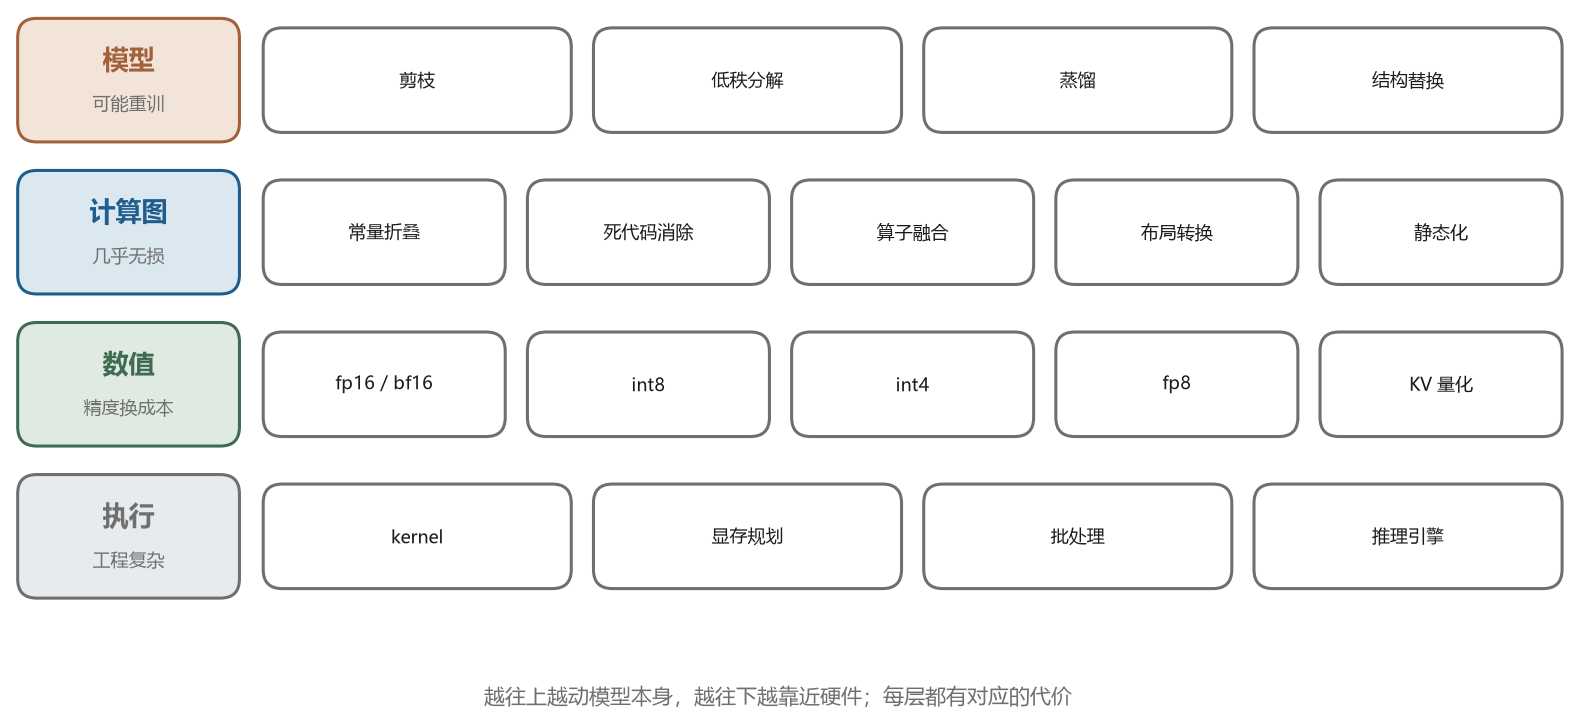 模型
可能重训
剪枝
低秩分解
蒸馏
结构替换
计算图
几乎无损
常量折叠
死代码消除
算子融合
布局转换
静态化
数值
精度换成本
fp16 / bf16
int8
int4
fp8
KV 量化
执行
工程复杂
kernel
显存规划
批处理
推理引擎
越往上越动模型本身，越往下越靠近硬件；每层都有对应的代价